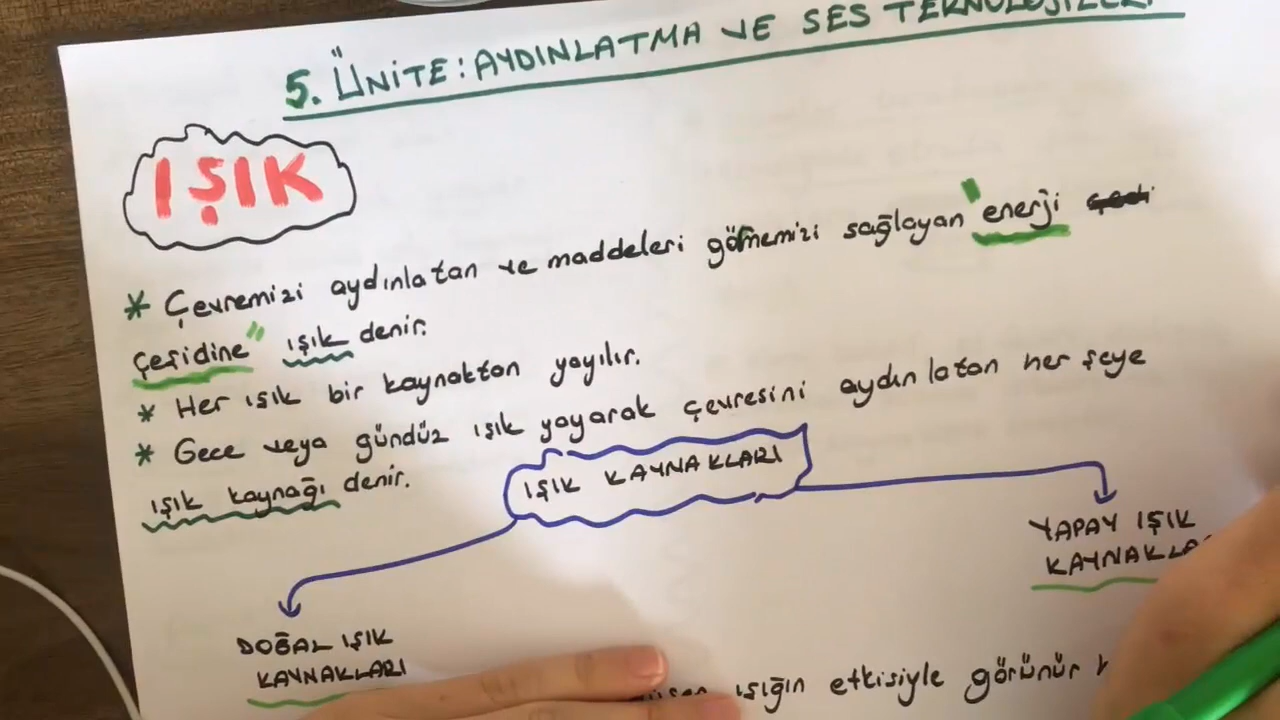 5. ÜNİTE: AYDINLATMA VE SES TEKNOLOJİLERİ
IŞIK
* Çevremizi aydınlatan ve maddeleri görmemizi sağlayan "enerji
çeşidine" ışık denir.
* Her ışık bir kaynaktan yayılır.
* Gece veya gündüz ışık yayarak çevresini aydınlatan her şeye
ışık kaynağı denir.
IŞIK KAYNAKLARI
YAPAY IŞIK
DOĞAL IŞIK
KAYNAKLARI
ışığın etkisiyle görünür